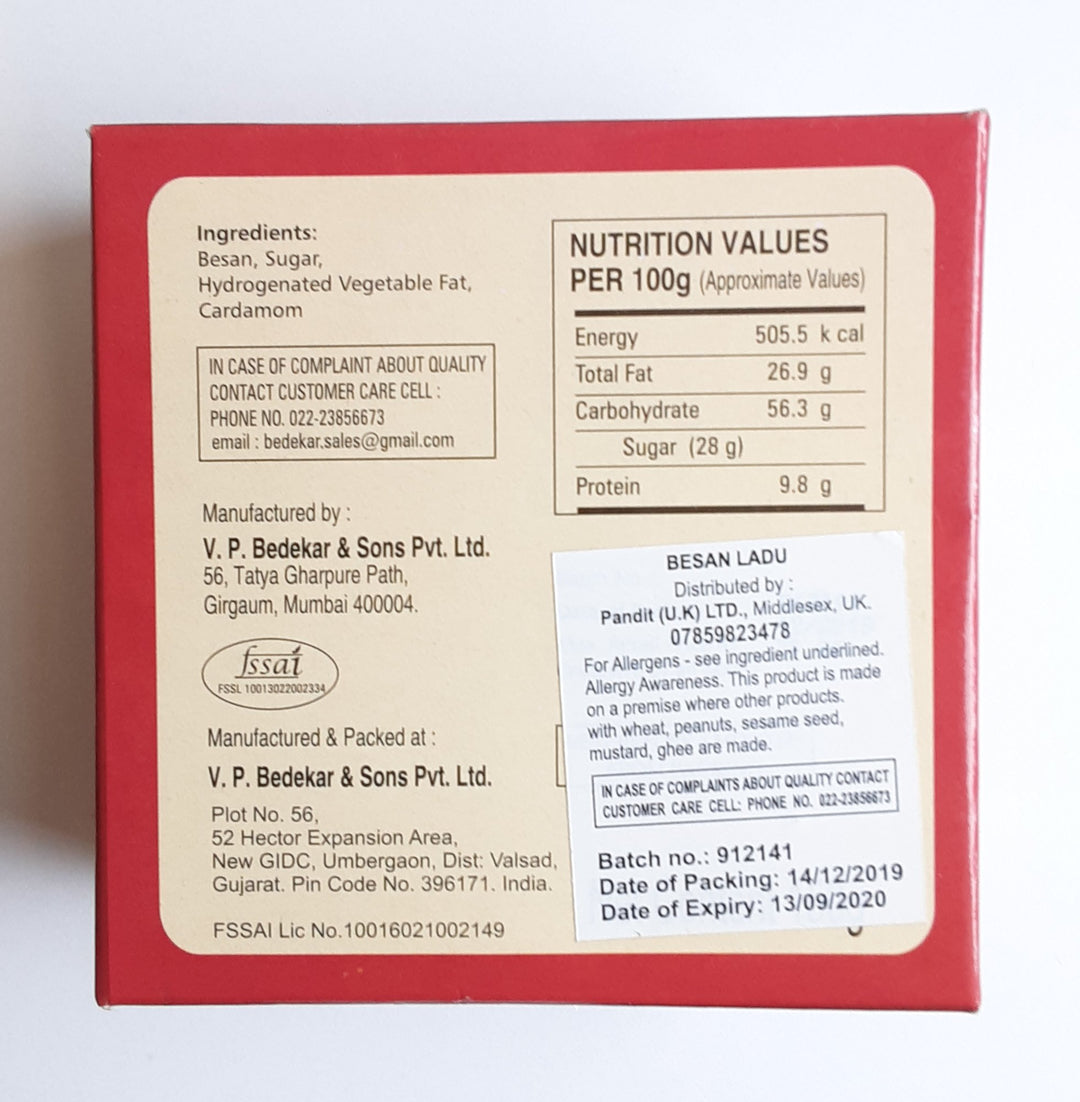 Ingredients:
Besan, Sugar,
Hydrogenated Vegetable Fat,
Cardamom
IN CASE OF COMPLAINT ABOUT QUALITY
CONTACT CUSTOMER CARE CELL :
PHONE NO. 022-23856673
email : bedekar.sales@gmail.com
Manufactured by :
V. P. Bedekar & Sons Pvt. Ltd.
56, Tatya Gharpure Path,
Girgaum, Mumbai 400004.
fssai
FSSL 10013022002334
Manufactured & Packed at :
V. P. Bedekar & Sons Pvt. Ltd.
Plot No. 56,
52 Hector Expansion Area,
New GIDC, Umbergaon, Dist: Valsad,
Gujarat. Pin Code No. 396171. India.
FSSAI Lic No.10016021002149
NUTRITION VALUES
PER 100g (Approximate Values)
Energy 505.5 k cal
Total Fat 26.9 g
Carbohydrate 56.3 g
Sugar (28 g)
Protein 9.8 g
BESAN LADU
Distributed by :
Pandit (U.K) LTD., Middlesex, UK.
07859823478
For Allergens - see ingredient underlined.
Allergy Awareness. This product is made
on a premise where other products.
with wheat, peanuts, sesame seed,
mustard, ghee are made.
IN CASE OF COMPLAINTS ABOUT QUALITY CONTACT
CUSTOMER CARE CELL: PHONE NO. 022-23856673
Batch no.: 912141
Date of Packing: 14/12/2019
Date of Expiry: 13/09/2020